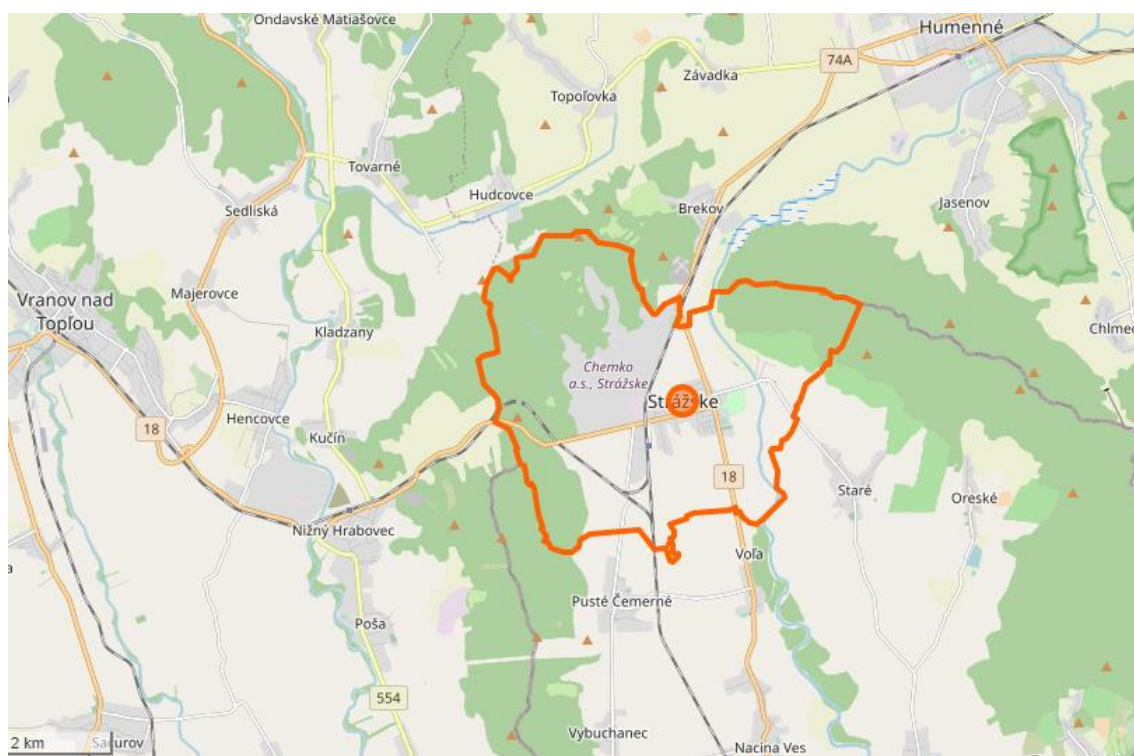 Ondavské Matiašovce
Humenné
74A
Závadka
Topoľovka
Tovarné
Hudcovce
Sedliská
Brekov
Jasenov
Vranov nad
Topľou
Majerovce
Kladzany
Chlmec
Chemko
a.s., Strážske
Strážske
Hencovce
18
Kučín
18
Staré
Oreské
Nižný Hrabovec
Voľa
Pusté Čemerné
Poša
554
2 km
Sačurov
Vybuchanec
Nacina Ves